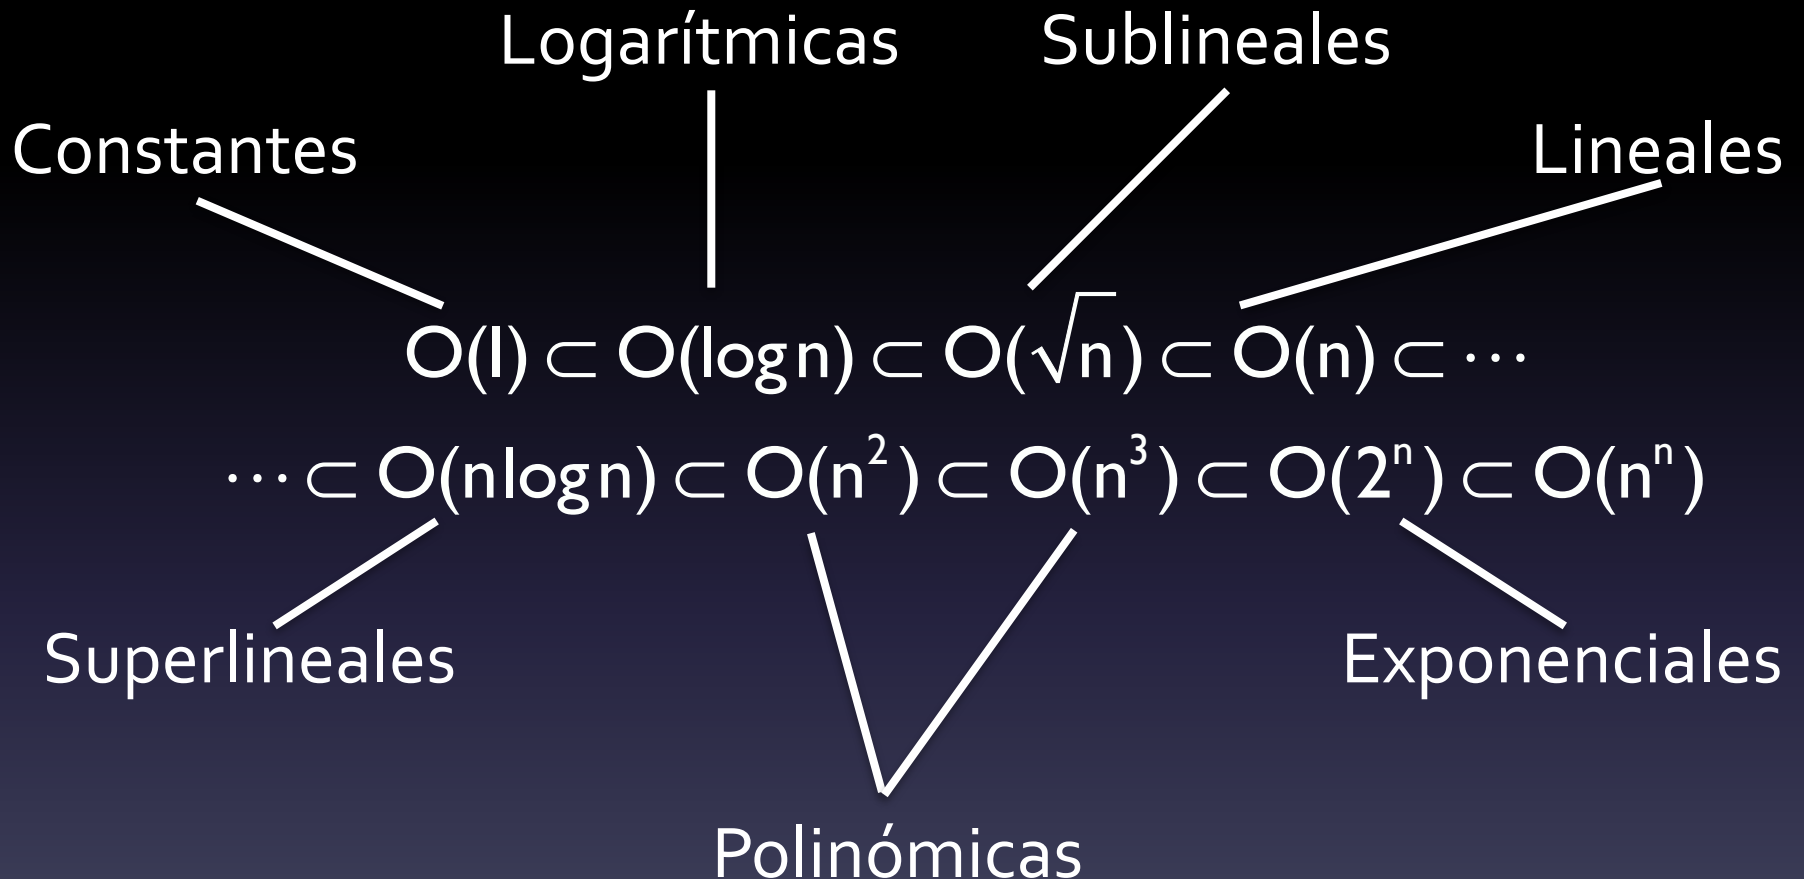 Logarítmicas Sublineales
Constantes Lineales
O(1) ⊂ O(log n) ⊂ O(√n) ⊂ O(n) ⊂ ⋯
⋯ ⊂ O(n log n) ⊂ O(n²) ⊂ O(n³) ⊂ O(2ⁿ) ⊂ O(nⁿ)
Superlineales Exponenciales
Polinómicas